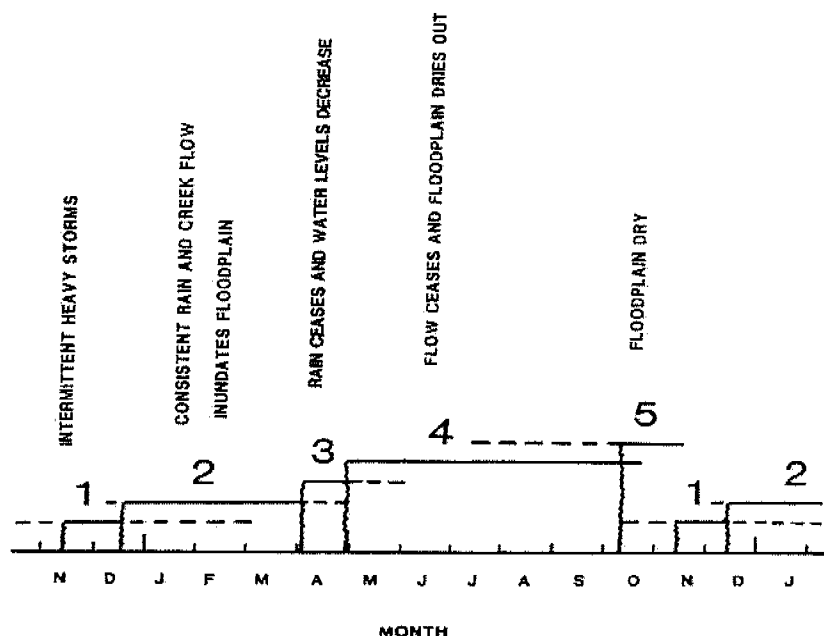 INTERMITTENT HEAVY STORMS
CONSISTENT RAIN AND CREEK FLOW
INUNDATES FLOODPLAIN
RAIN CEASES AND WATER LEVELS DECREASE
FLOW CEASES AND FLOODPLAIN DRIES OUT
FLOODPLAIN DRY
1 2 3 4 5 1 2
N D J F M A M J J A S O N D J
MONTH